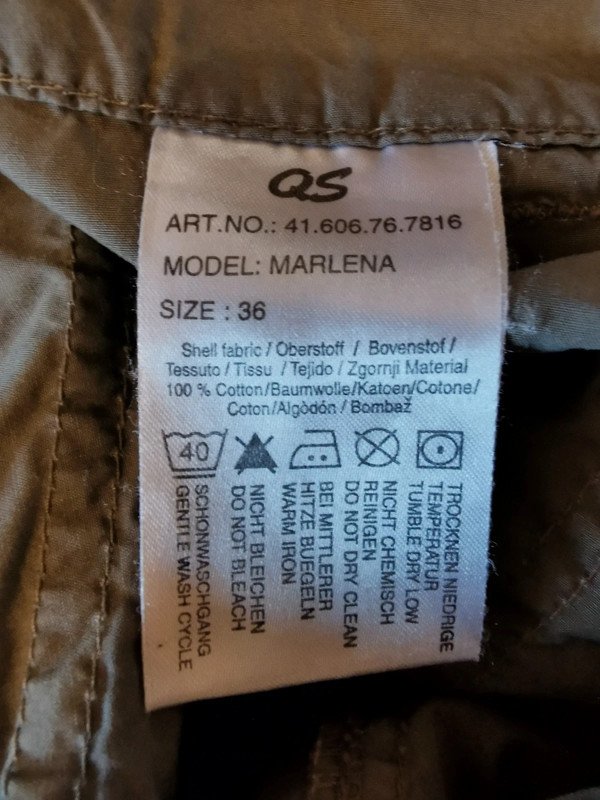 QS
ART.NO.: 41.606.76.7816
MODEL: MARLENA
SIZE : 36
Shell fabric / Oberstoff / Bovenstof /
Tessuto / Tissu / Tejido / Zgornji Material
100 % Cotton/Baumwolle/Katoen/Cotone/
Coton/Algòdón / Bombaž
40
SCHONWASCHGANG
GENTLE WASH CYCLE
NICHT BLEICHEN
DO NOT BLEACH
BEI MITTLERER
HITZE BUEGELN
WARM IRON
NICHT CHEMISCH
REINIGEN
DO NOT DRY CLEAN
TROCKNEN NIEDRIGE
TEMPERATUR
TUMBLE DRY LOW